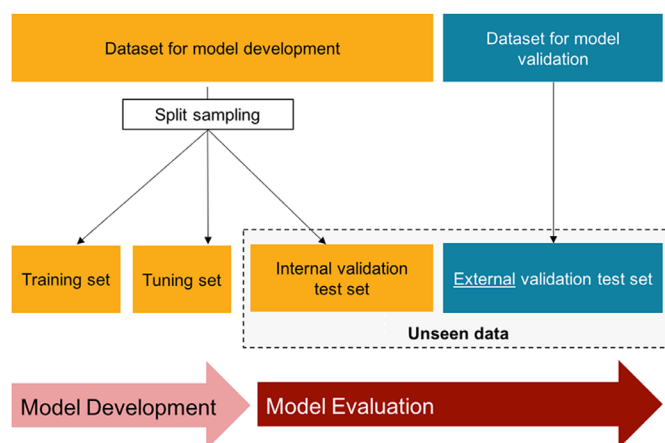 Dataset for model development
Dataset for model
validation
Split sampling
Training set
Tuning set
Internal validation
test set
External validation test set
Unseen data
Model Development
Model Evaluation